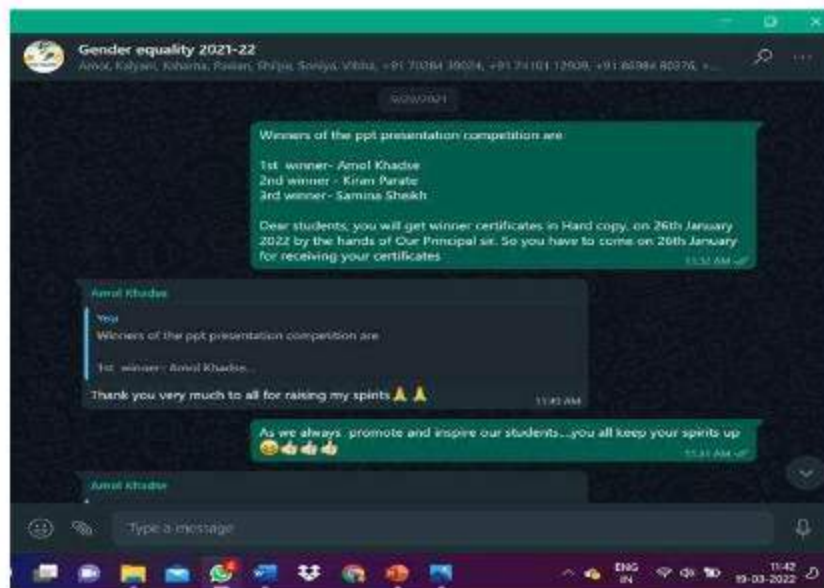 Gender equality 2021-22
Amol, Kalyani,
Winners of the ppt presentation competition are
1st winner- Amol Khadse
2nd winner - Kiran Parate
3rd winner- Samina Sheikh
Dear students, you will get winner certificates in Hard copy, on 26th January
2022 by the hands of Our Principal sir. So you have to come on 26th January
for receiving your certificates
Amol Khadse
You
Winners of the ppt presentation competition are
1st winner- Amol Khadse...
Thank you very much to all for raising my spirits🙏🙏
As we always promote and inspire our students....you all keep your spirits up
Amol Khadse
Type a message
ENG
IN
11:42
19-03-2022